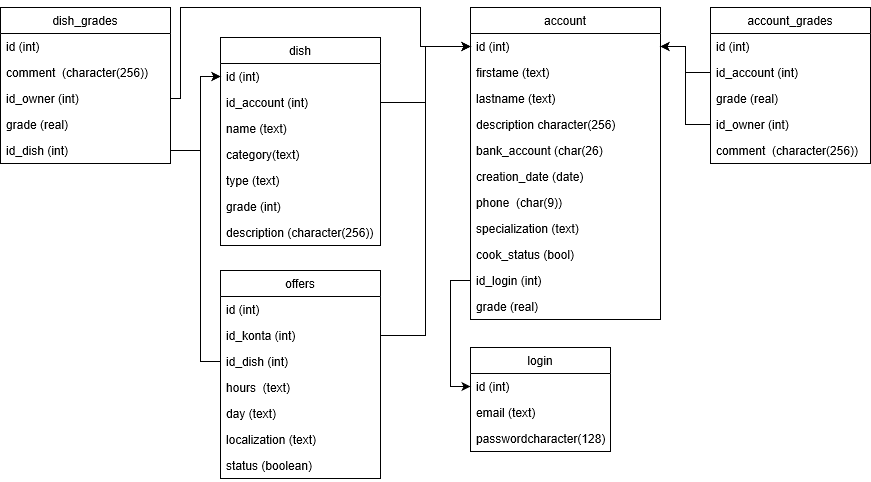 dish_grades
id (int)
comment (character(256))
id_owner (int)
grade (real)
id_dish (int)
dish
id (int)
id_account (int)
name (text)
category(text)
type (text)
grade (int)
description (character(256))
offers
id (int)
id_konta (int)
id_dish (int)
hours (text)
day (text)
localization (text)
status (boolean)
account
id (int)
firstame (text)
lastname (text)
description character(256)
bank_account (char(26)
creation_date (date)
phone (char(9))
specialization (text)
cook_status (bool)
id_login (int)
grade (real)
login
id (int)
email (text)
passwordcharacter(128)
account_grades
id (int)
id_account (int)
grade (real)
id_owner (int)
comment (character(256))